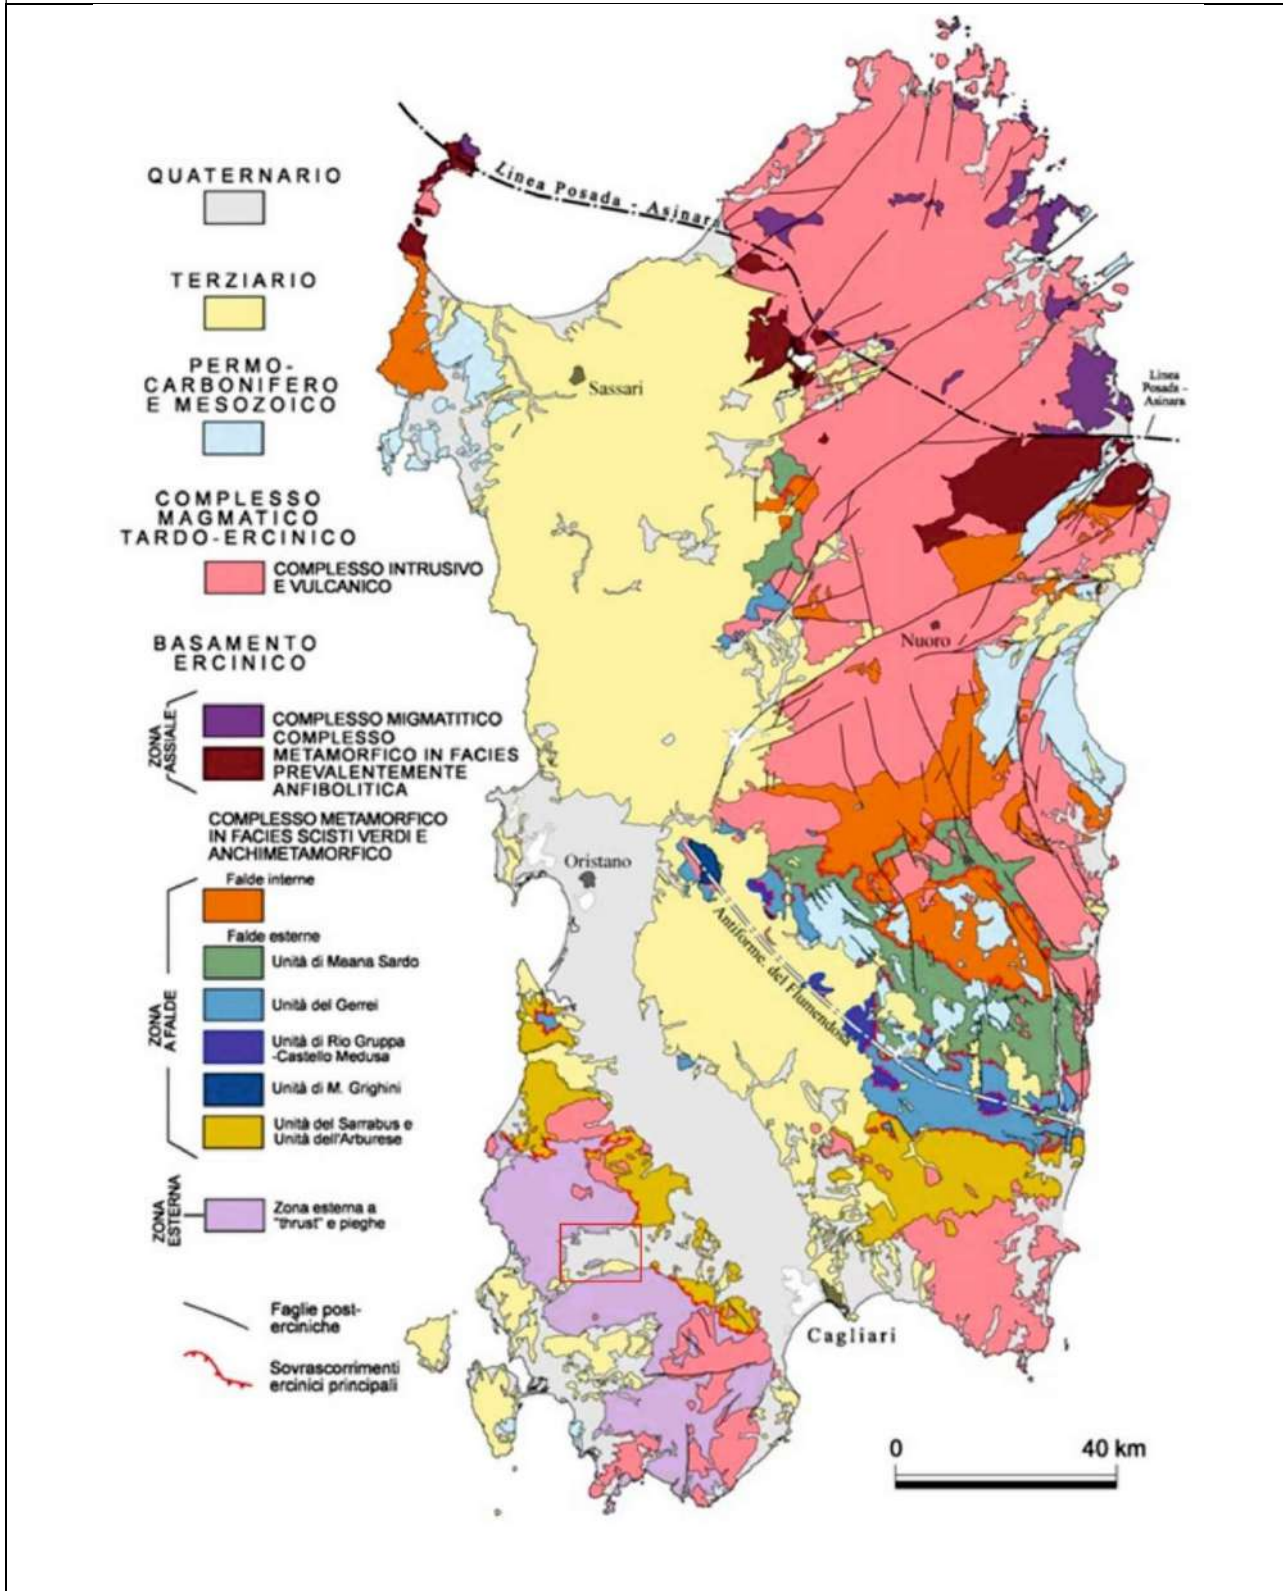 QUATERNARIO
TERZIARIO
PERMO-
CARBONIFERO
E MESOZOICO
COMPLESSO
MAGMATICO
TARDO-ERCINICO
COMPLESSO INTRUSIVO
E VULCANICO
BASAMENTO
ERCINICO
ZONA
ASSIALE
COMPLESSO MIGMATITICO
COMPLESSO
METAMORFICO IN FACIES
PREVALENTEMENTE
ANFIBOLITICA
COMPLESSO METAMORFICO
IN FACIES SCISTI VERDI E
ANCHIMETAMORFICO
ZONA
A FALDE
Falde interne
Falde esterne
Unità di Meana Sardo
Unità del Gerrei
Unità di Rio Gruppa
-Castello Medusa
Unità di M. Grighini
Unità del Sarrabus e
Unità dell'Arburese
ZONA
ESTERNA
Zona esterna a
"thrust" e pieghe
Faglie post-
erciniche
Sovrascorrimenti
ercinici principali
Linea Posada - Asinara
Sassari
Linea
Posada -
Asinara
Nuoro
Oristano
Antiforme. del Flumendosa
Cagliari
0 40 km